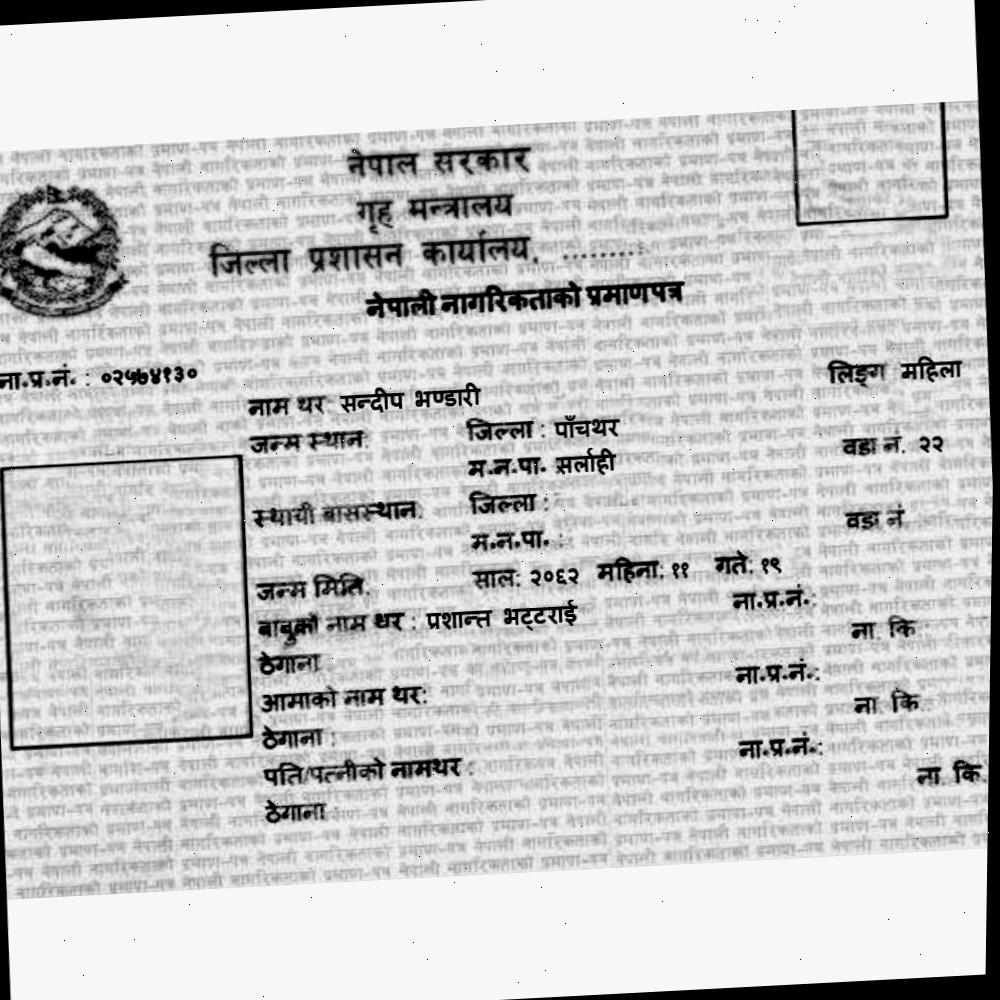 नेपाल सरकार
गृह मन्त्रालय
जिल्ला प्रशासन कार्यालय, .........
नेपाली नागरिकताको प्रमाणपत्र
ना.प्र.नं. : ०२५७४१३० लिङ्ग महिला
नाम थर सन्दीप भण्डारी
जन्म स्थान: जिल्ला : पाँचथर वडा नं. २२
म.न.पा. सर्लाही
स्थायी बासस्थान: जिल्ला : वडा नं
म.न.पा. :
जन्म मिति: साल: २०६२ महिना: ११ गते: १९
बाबुको नाम थर : प्रशान्त भट्टराई ना.प्र.नं.:
ठेगाना : ना. कि.
आमाको नाम थर: ना.प्र.नं.:
ठेगाना : ना. कि.
पति/पत्नीको नामथर : ना.प्र.नं.:
ठेगाना : ना. कि.